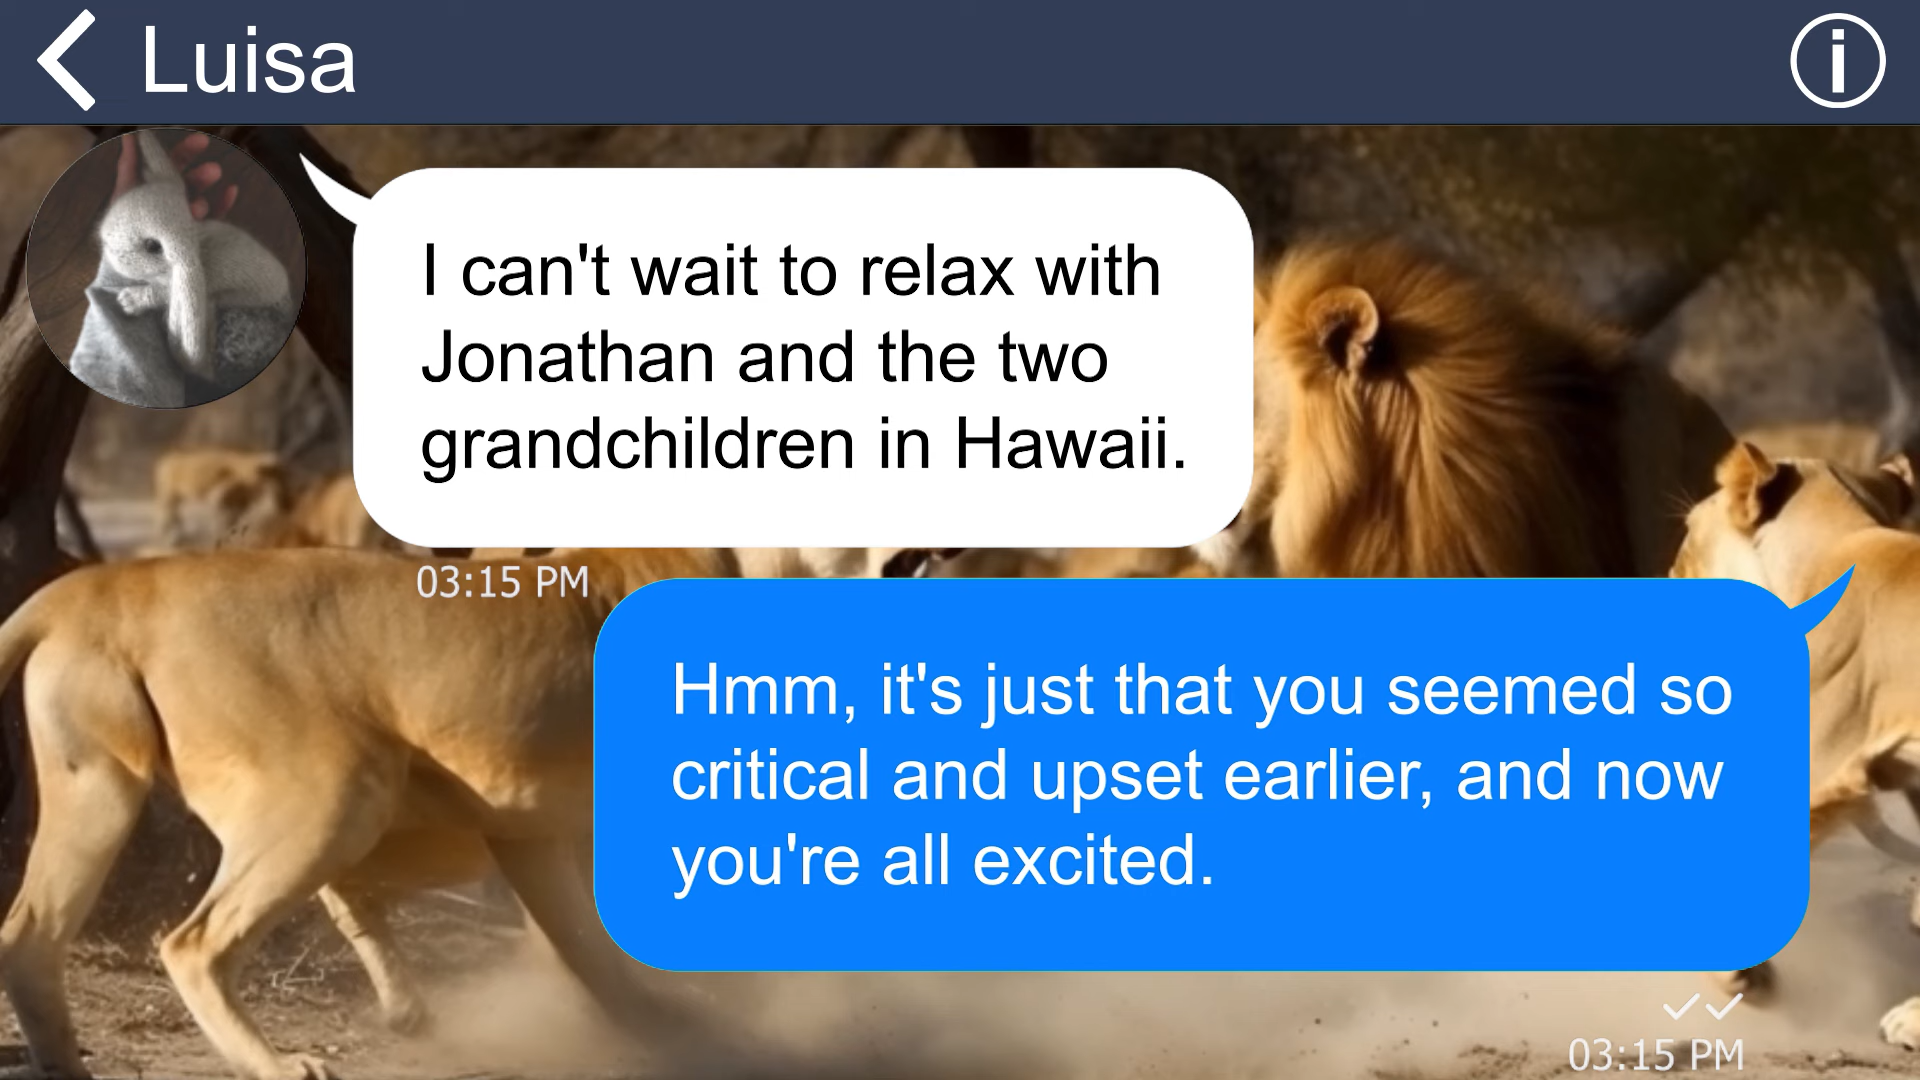 Luisa
I can't wait to relax with
Jonathan and the two
grandchildren in Hawaii.
03:15 PM
Hmm, it's just that you seemed so
critical and upset earlier, and now
you're all excited.
03:15 PM